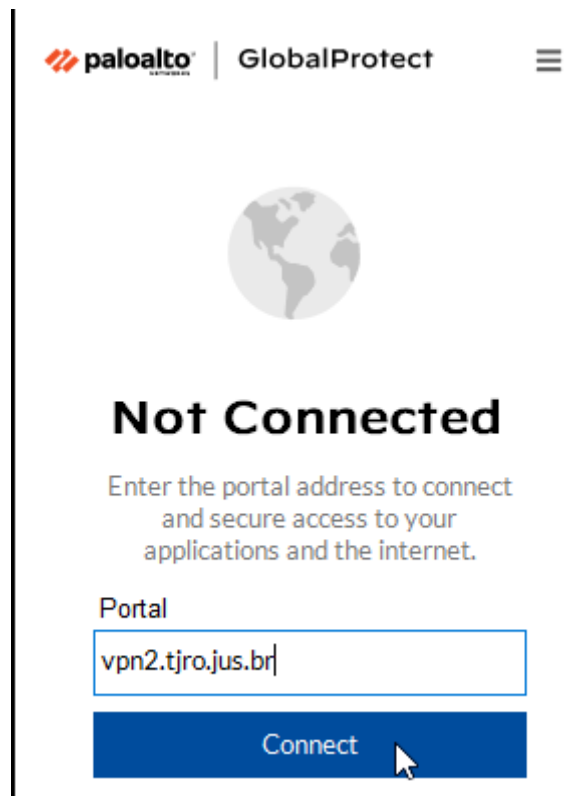 paloalto NETWORKS GlobalProtect
Not Connected
Enter the portal address to connect
and secure access to your
applications and the internet.
Portal
vpn2.tjro.jus.br
Connect